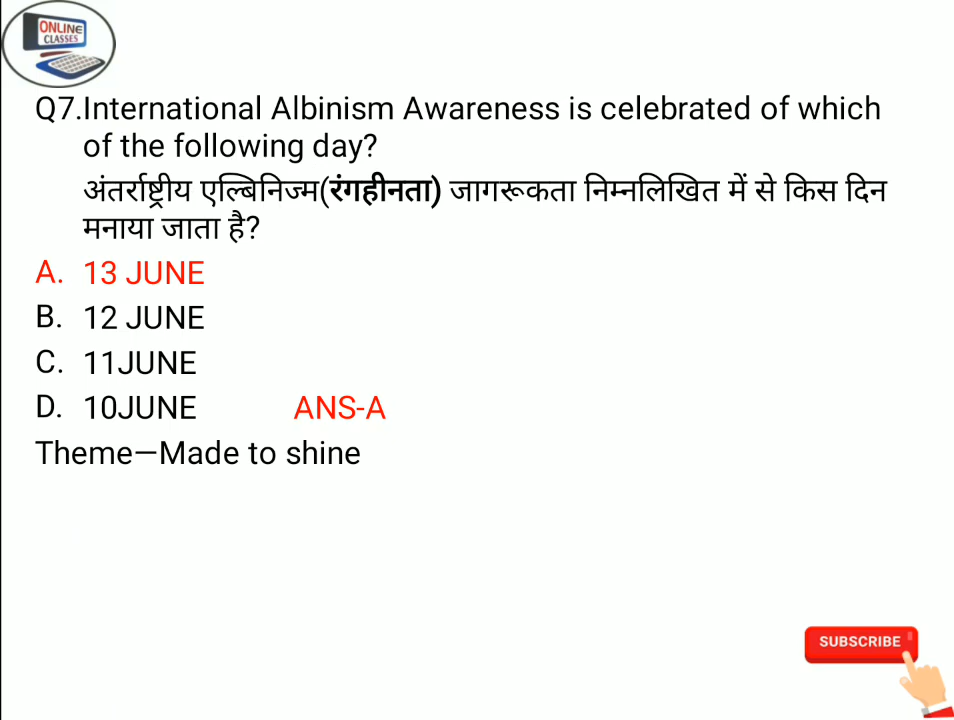 ONLINE
CLASSES
Q7.International Albinism Awareness is celebrated of which
of the following day?
अंतर्राष्ट्रीय एल्बिनिज्म(रंगहीनता) जागरूकता निम्नलिखित में से किस दिन
मनाया जाता है?
A. 13 JUNE
B. 12 JUNE
C. 11JUNE
D. 10JUNE ANS-A
Theme—Made to shine
SUBSCRIBE